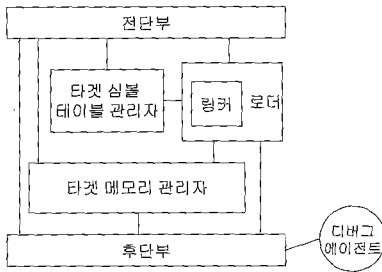 전단부
타겟 심볼
테이블 관리자
링커
로더
타겟 메모리 관리자
후단부
디버그
에이전트